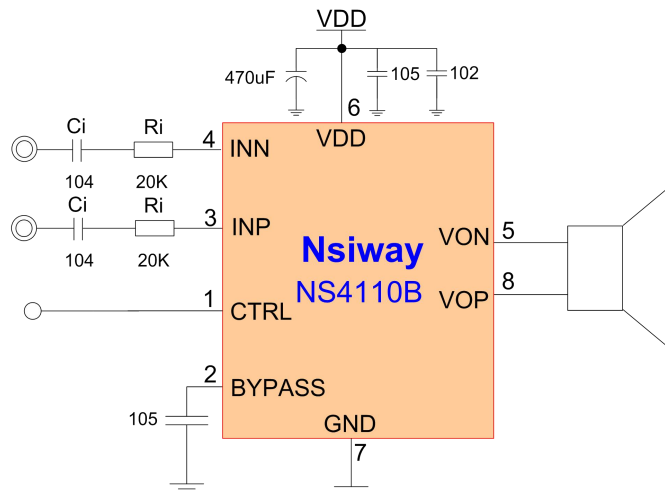 VDD
470uF
105
102
6
VDD
Ci
Ri
4
INN
104
20K
Ci
Ri
3
INP
104
20K
Nsiway
NS4110B
VON
5
VOP
8
1
CTRL
2
BYPASS
105
GND
7